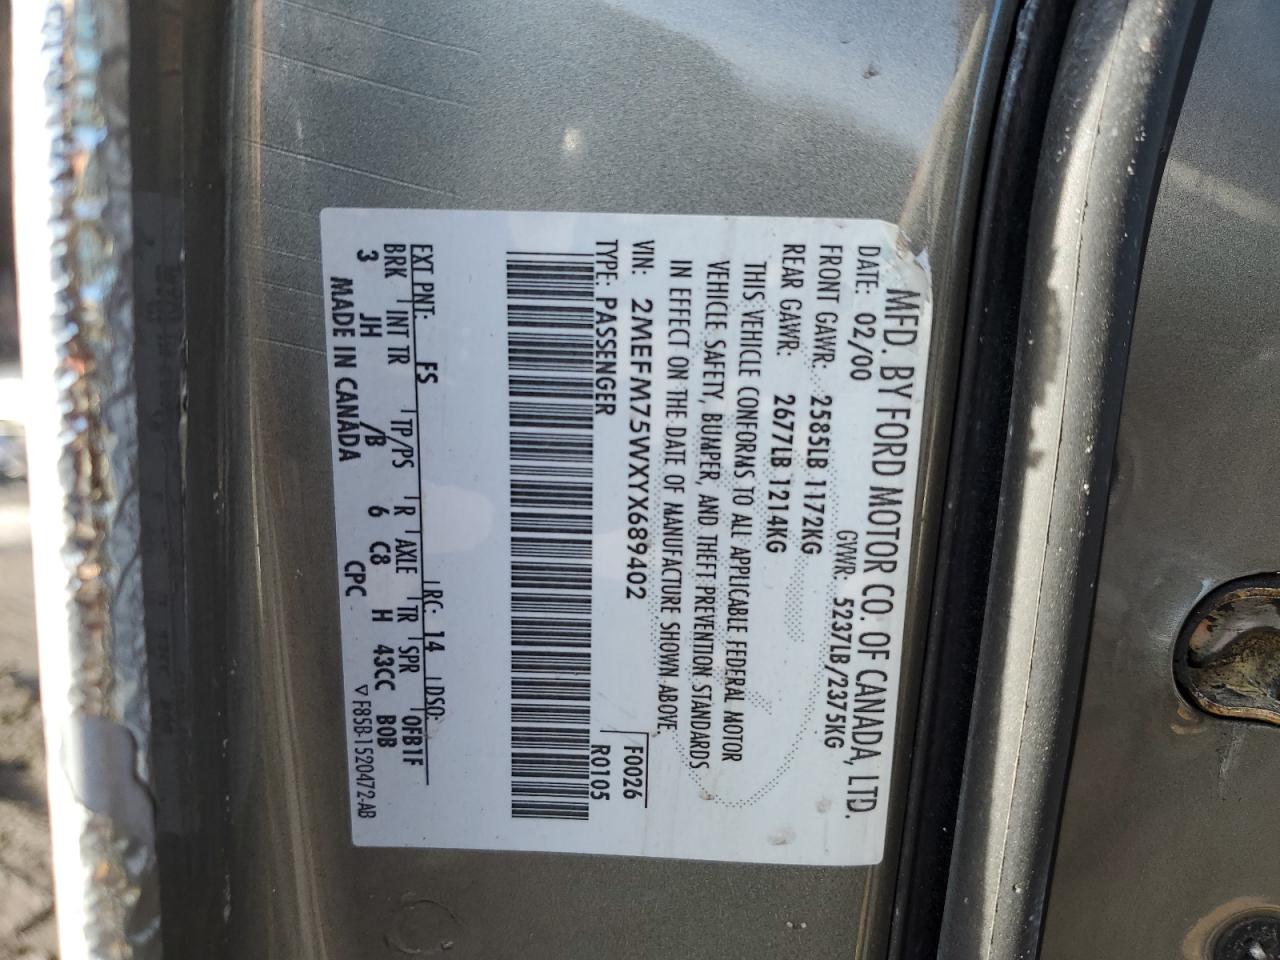 MFD. BY FORD MOTOR CO. OF CANADA, LTD.
DATE: 02/00 GVWR: 5237LB/2375KG
FRONT GAWR: 2585LB 1172KG
REAR GAWR: 2677LB 1214KG
THIS VEHICLE CONFORMS TO ALL APPLICABLE FEDERAL MOTOR
VEHICLE SAFETY, BUMPER, AND THEFT PREVENTION STANDARDS
IN EFFECT ON THE DATE OF MANUFACTURE SHOWN ABOVE.
VIN: 2MEFM75WXYX689402 F0026
TYPE: PASSENGER R0105
EXT PNT: FS RC: 14 DSO: 0FB1F
BRK INT TR TP/PS R AXLE TR SPR
3 JH /B 6 C8 H 43CC B0B
MADE IN CANADA CPC ▽F85B-1520472-AB